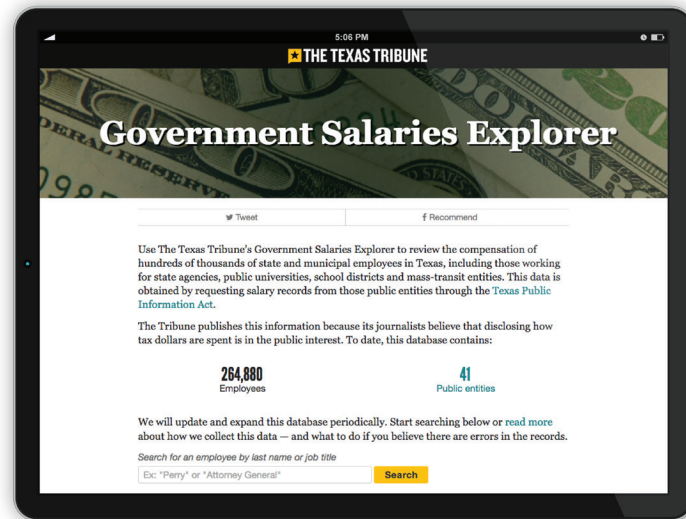 5:06 PM
THE TEXAS TRIBUNE
Government Salaries Explorer
Tweet
Recommend
Use The Texas Tribune's Government Salaries Explorer to review the compensation of
hundreds of thousands of state and municipal employees in Texas, including those working
for state agencies, public universities, school districts and mass-transit entities. This data is
obtained by requesting salary records from those public entities through the Texas Public
Information Act.
The Tribune publishes this information because its journalists believe that disclosing how
tax dollars are spent is in the public interest. To date, this database contains:
264,880 41
Employees Public entities
We will update and expand this database periodically. Start searching below or read more
about how we collect this data — and what to do if you believe there are errors in the records.
Search for an employee by last name or job title
Ex: "Perry" or "Attorney General" Search